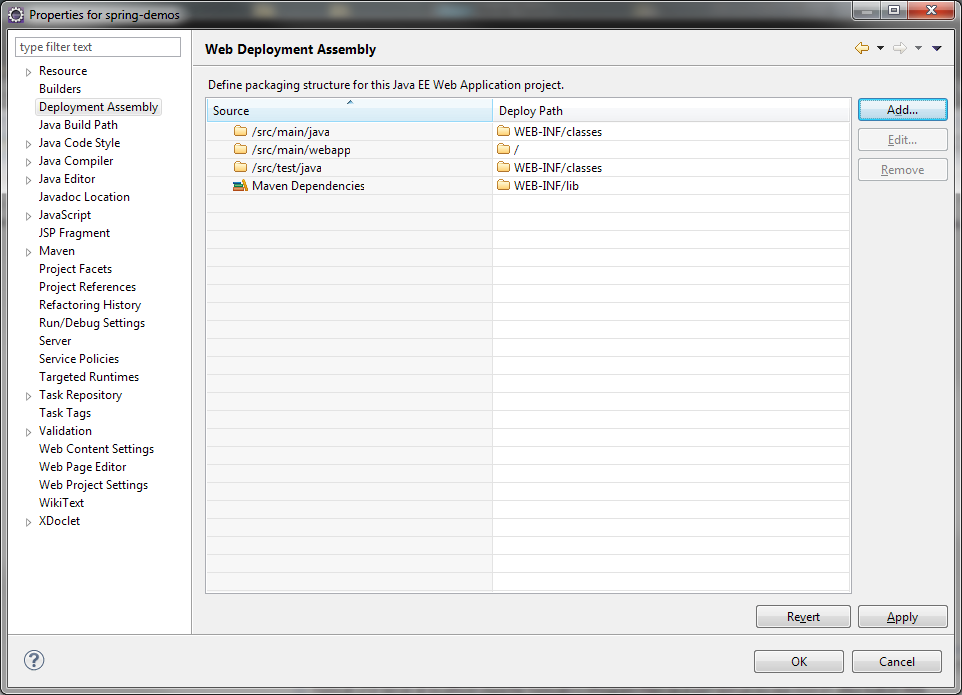 Properties for spring-demos
type filter text
Resource
Builders
Deployment Assembly
Java Build Path
Java Code Style
Java Compiler
Java Editor
Javadoc Location
JavaScript
JSP Fragment
Maven
Project Facets
Project References
Refactoring History
Run/Debug Settings
Server
Service Policies
Targeted Runtimes
Task Repository
Task Tags
Validation
Web Content Settings
Web Page Editor
Web Project Settings
WikiText
XDoclet
Web Deployment Assembly
Define packaging structure for this Java EE Web Application project.
Source Deploy Path
/src/main/java WEB-INF/classes
/src/main/webapp /
/src/test/java WEB-INF/classes
Maven Dependencies WEB-INF/lib
Add...
Edit...
Remove
Revert Apply
? OK Cancel